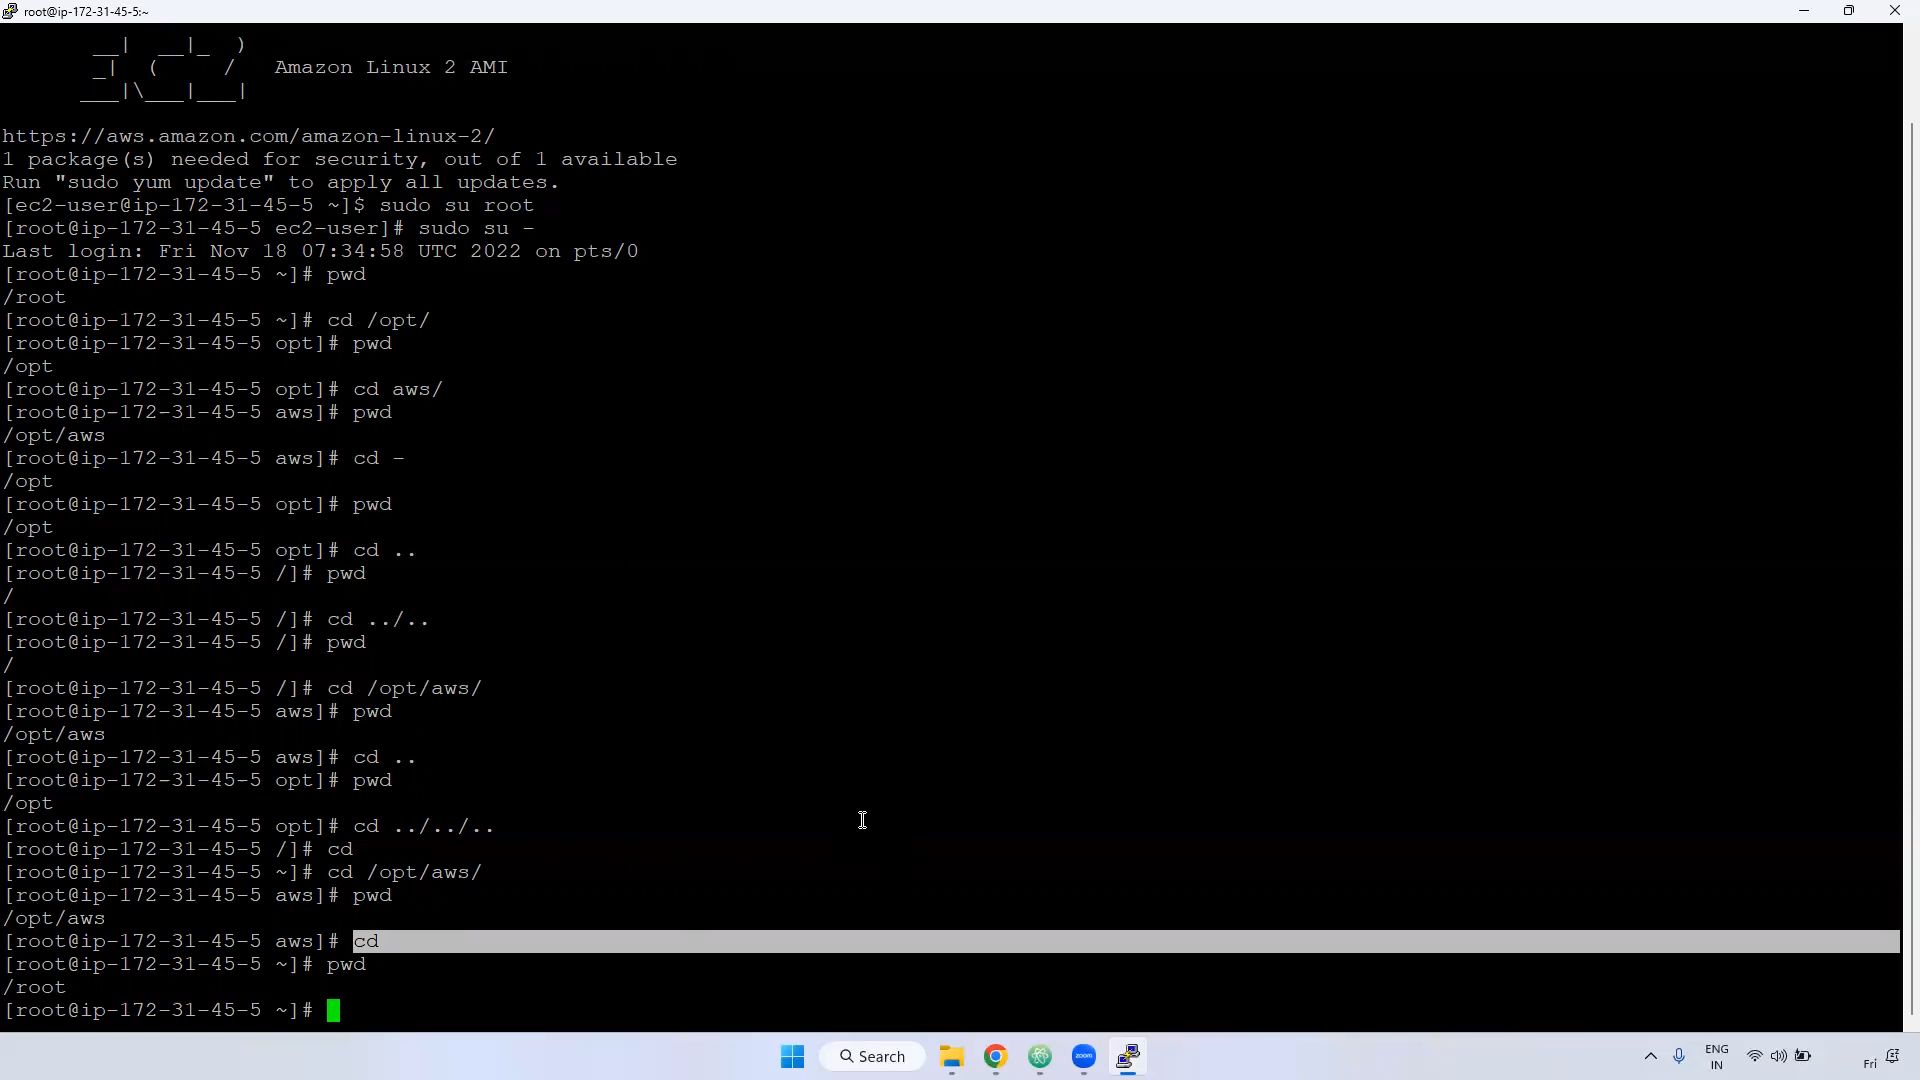 root@ip-172-31-45-5:~
__|  __|_  )
_|  (     /   Amazon Linux 2 AMI
___|\___|___|
https://aws.amazon.com/amazon-linux-2/
1 package(s) needed for security, out of 1 available
Run "sudo yum update" to apply all updates.
[ec2-user@ip-172-31-45-5 ~]$ sudo su root
[root@ip-172-31-45-5 ec2-user]# sudo su -
Last login: Fri Nov 18 07:34:58 UTC 2022 on pts/0
[root@ip-172-31-45-5 ~]# pwd
/root
[root@ip-172-31-45-5 ~]# cd /opt/
[root@ip-172-31-45-5 opt]# pwd
/opt
[root@ip-172-31-45-5 opt]# cd aws/
[root@ip-172-31-45-5 aws]# pwd
/opt/aws
[root@ip-172-31-45-5 aws]# cd -
/opt
[root@ip-172-31-45-5 opt]# pwd
/opt
[root@ip-172-31-45-5 opt]# cd ..
[root@ip-172-31-45-5 /]# pwd
/
[root@ip-172-31-45-5 /]# cd ../..
[root@ip-172-31-45-5 /]# pwd
/
[root@ip-172-31-45-5 /]# cd /opt/aws/
[root@ip-172-31-45-5 aws]# pwd
/opt/aws
[root@ip-172-31-45-5 aws]# cd ..
[root@ip-172-31-45-5 opt]# pwd
/opt
[root@ip-172-31-45-5 opt]# cd ../../..
[root@ip-172-31-45-5 /]# cd
[root@ip-172-31-45-5 ~]# cd /opt/aws/
[root@ip-172-31-45-5 aws]# pwd
/opt/aws
[root@ip-172-31-45-5 aws]# cd
[root@ip-172-31-45-5 ~]# pwd
/root
[root@ip-172-31-45-5 ~]#
Search
zoom
ENG
IN
Fri